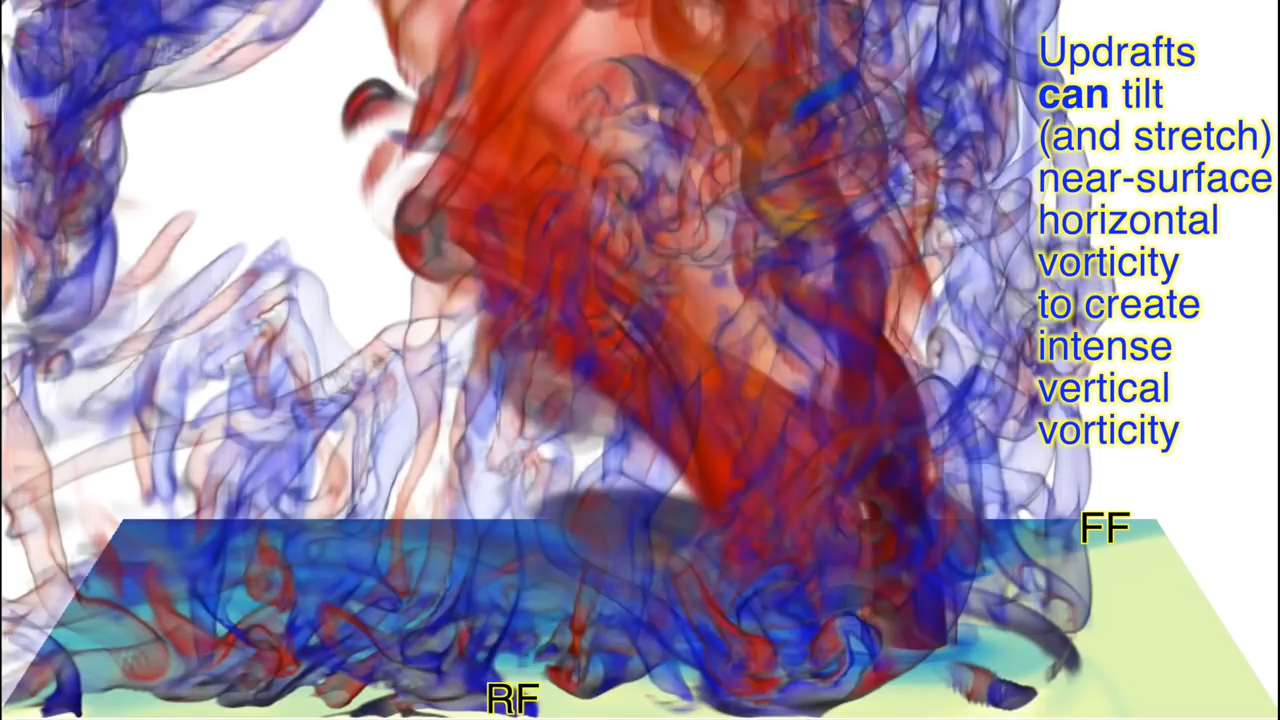 Updrafts
can tilt
(and stretch)
near-surface
horizontal
vorticity
to create
intense
vertical
vorticity
FF
RF